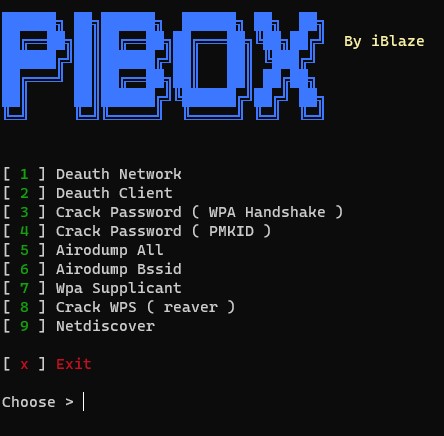 PIBOX
By iBlaze
[ 1 ] Deauth Network
[ 2 ] Deauth Client
[ 3 ] Crack Password ( WPA Handshake )
[ 4 ] Crack Password ( PMKID )
[ 5 ] Airodump All
[ 6 ] Airodump Bssid
[ 7 ] Wpa Supplicant
[ 8 ] Crack WPS ( reaver )
[ 9 ] Netdiscover
[ x ] Exit
Choose >